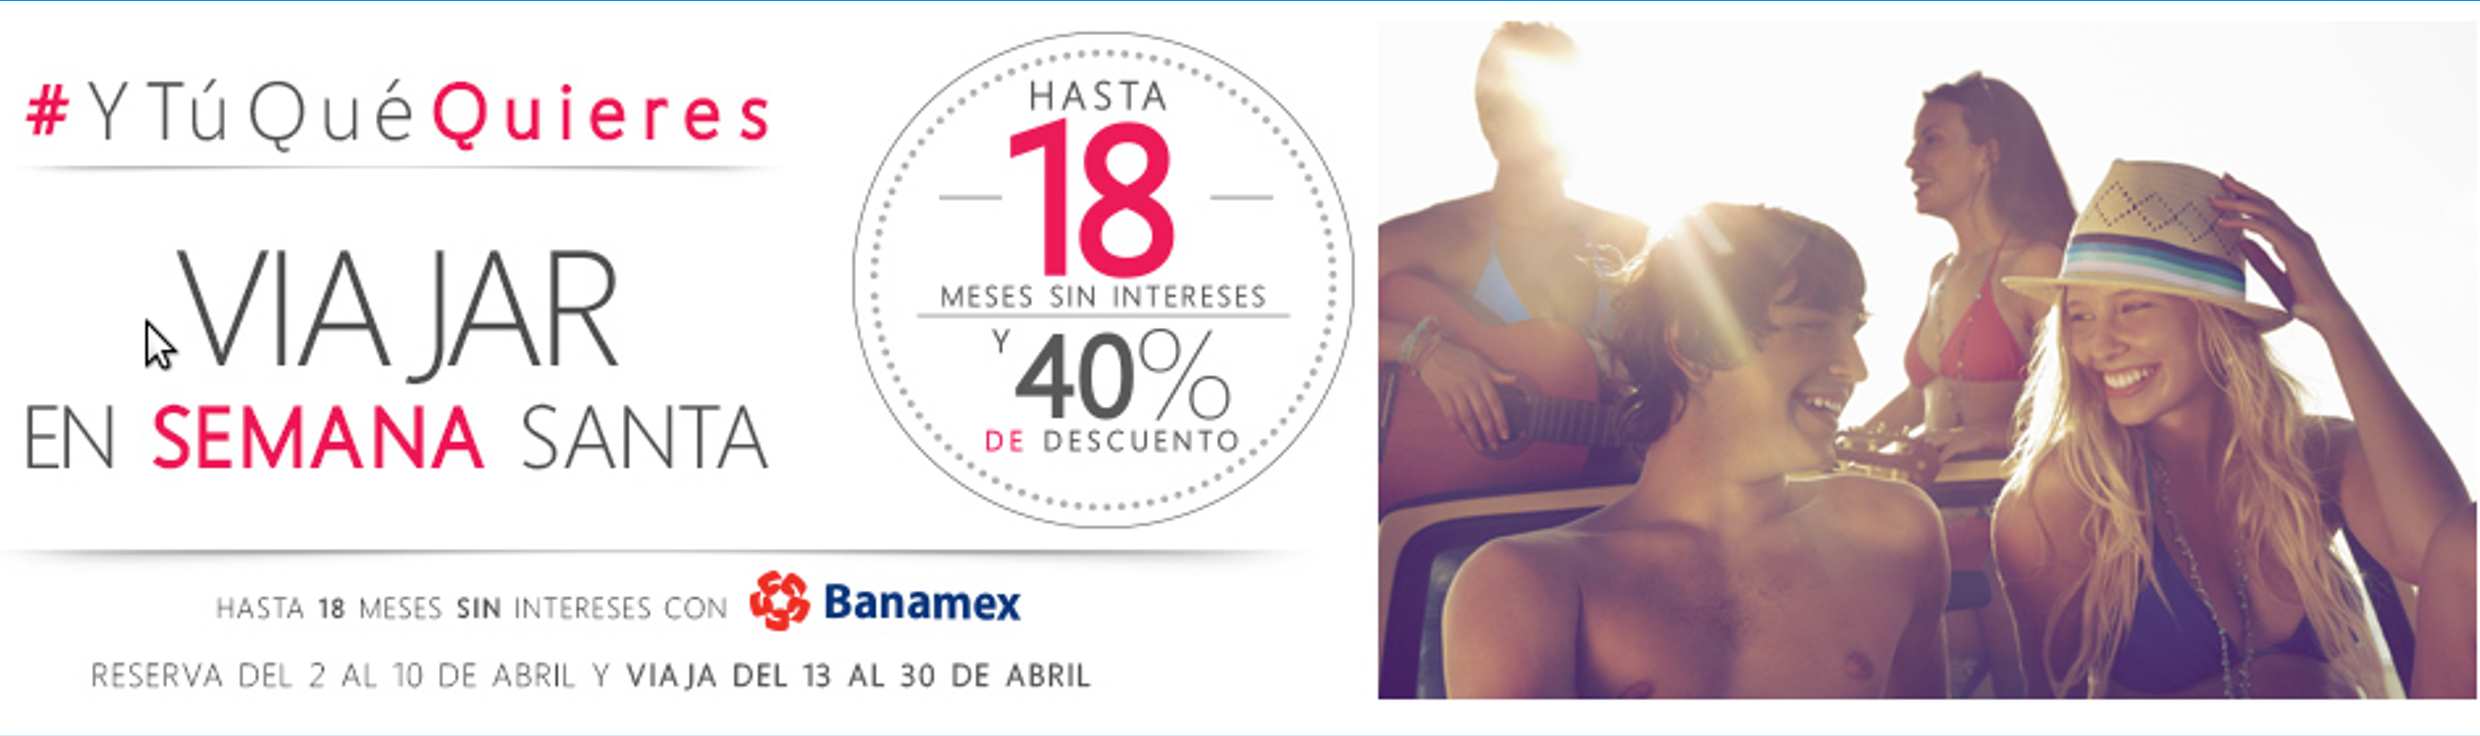 #YTúQuéQuieres
VIAJAR
EN SEMANA SANTA
HASTA
18
MESES SIN INTERESES
Y 40%
DE DESCUENTO
HASTA 18 MESES SIN INTERESES CON Banamex
RESERVA DEL 2 AL 10 DE ABRIL Y VIAJA DEL 13 AL 30 DE ABRIL